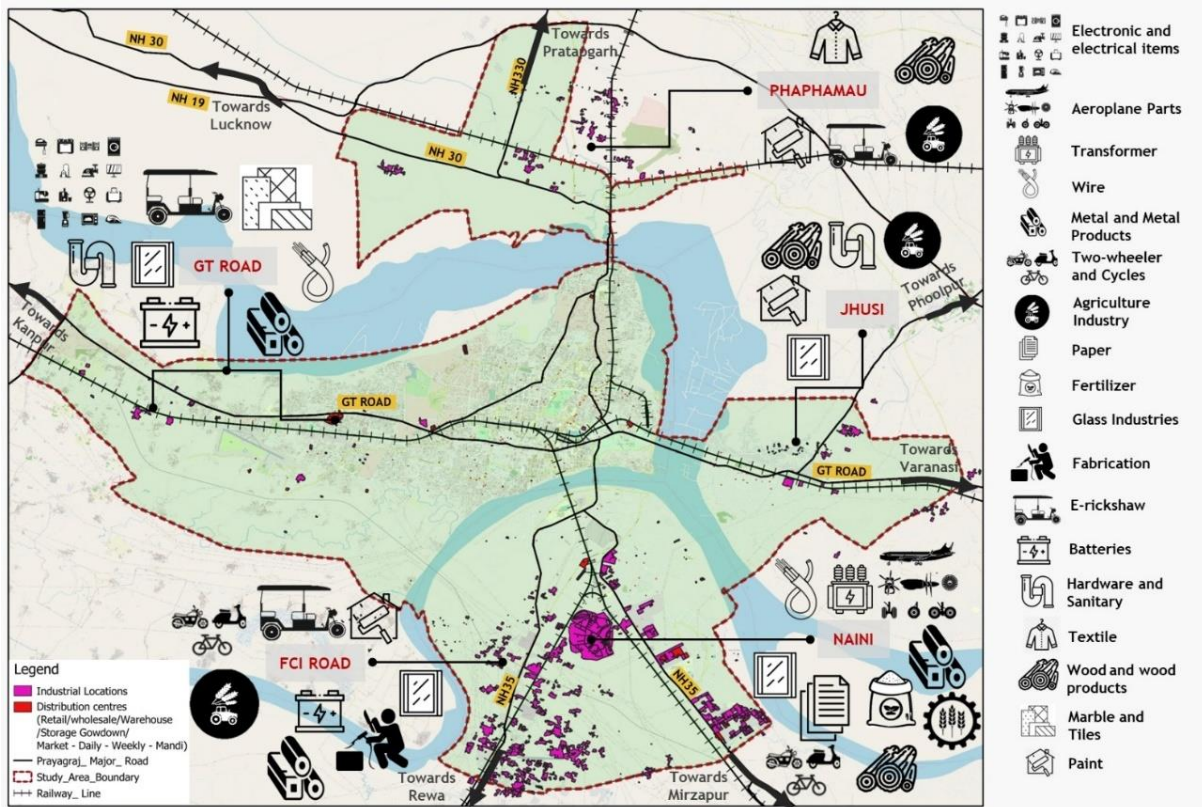 NH 30
Towards
Pratapgarh
NH330
NH 19
Towards
Lucknow
NH 30
PHAPHAMAU
GT ROAD
JHUSI
Towards
Phoolpur
Towards
Kanpur
GT ROAD
Towards
Varanasi
GT ROAD
NAINI
FCI ROAD
NH35
NH35
Towards
Rewa
Towards
Mirzapur
Legend
Industrial Locations
Distribution centres
(Retail/wholesale/Warehouse
/Storage Gowdown/
Market - Daily - Weekly - Mandi)
Prayagraj_ Major_ Road
Study_Area_Boundary
Railway_ Line
Electronic and
electrical items
Aeroplane Parts
Transformer
Wire
Metal and Metal
Products
Two-wheeler
and Cycles
Agriculture
Industry
Paper
Fertilizer
Glass Industries
Fabrication
E-rickshaw
Batteries
Hardware and
Sanitary
Textile
Wood and wood
products
Marble and
Tiles
Paint